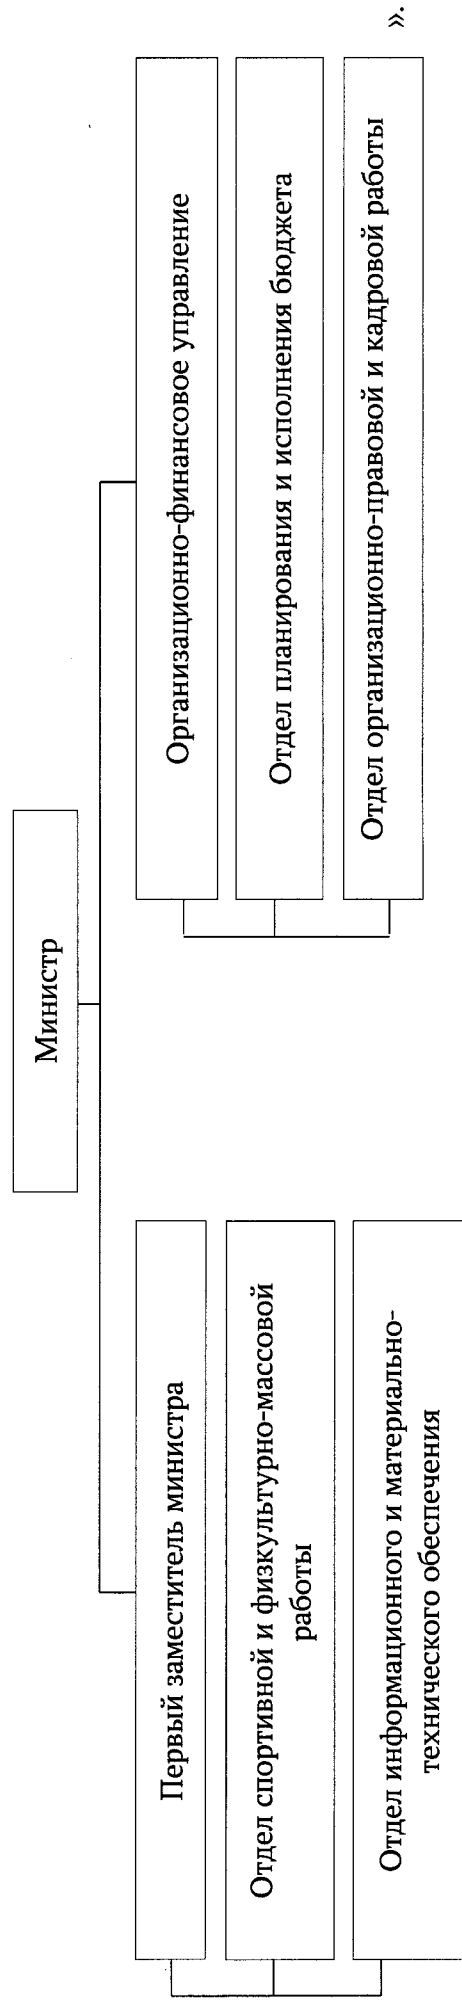 Министр
Первый заместитель министра
Отдел спортивной и физкультурно-массовой
работы
Отдел информационного и материально-
технического обеспечения
Организационно-финансовое управление
Отдел планирования и исполнения бюджета
Отдел организационно-правовой и кадровой работы
».